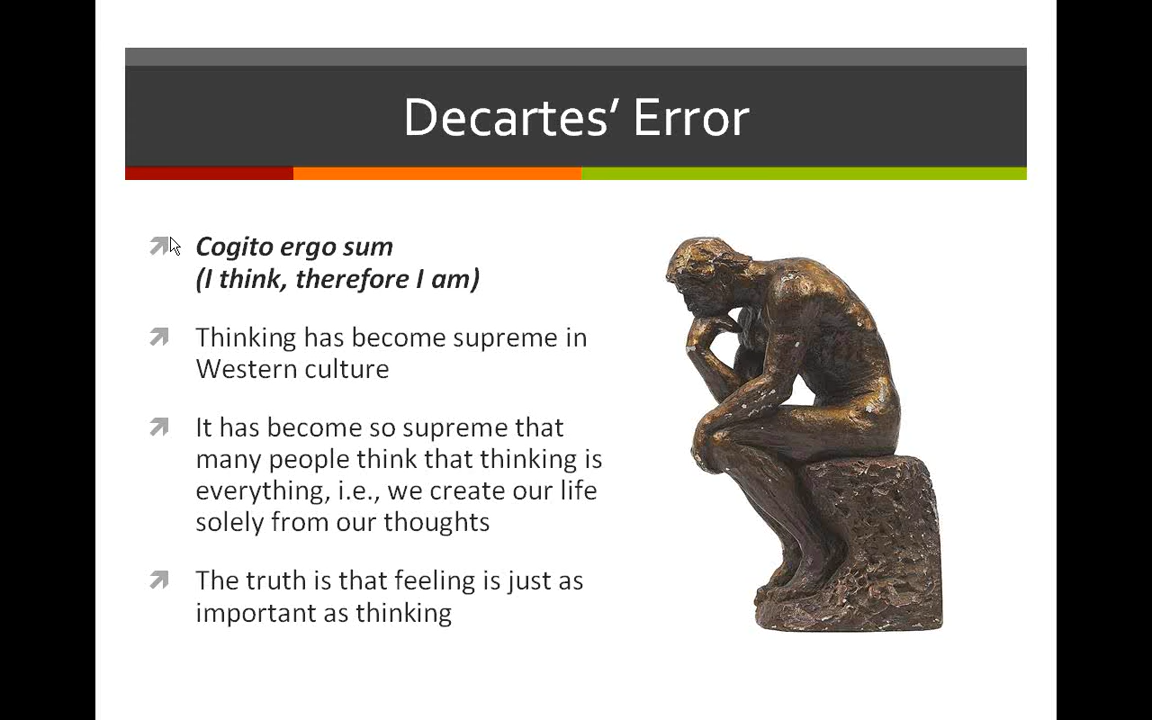 Decartes’ Error
Cogito ergo sum
(I think, therefore I am)
Thinking has become supreme in
Western culture
It has become so supreme that
many people think that thinking is
everything, i.e., we create our life
solely from our thoughts
The truth is that feeling is just as
important as thinking